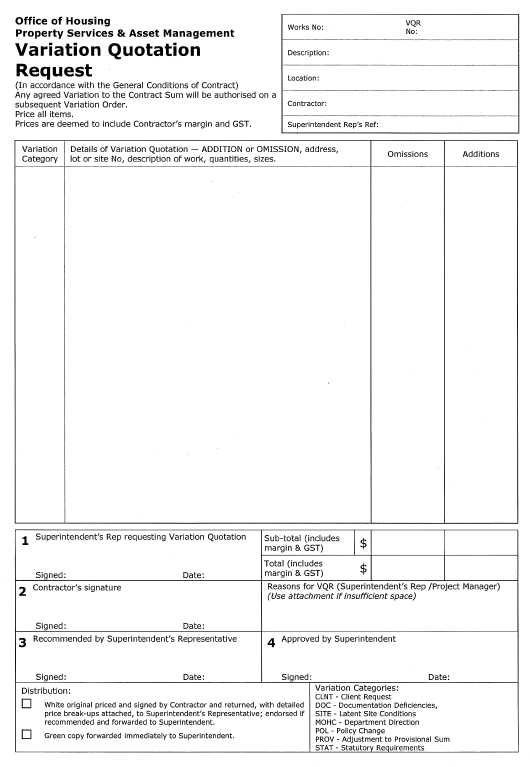 Office of Housing
Property Services & Asset Management
Variation Quotation
Request
(In accordance with the General Conditions of Contract)
Any agreed Variation to the Contract Sum will be authorised on a
subsequent Variation Order.
Price all items.
Prices are deemed to include Contractor's margin and GST.
Works No:
VQR
No:
Description:
Location:
Contractor:
Superintendent Rep's Ref:
Variation
Category
Details of Variation Quotation — ADDITION or OMISSION, address,
lot or site No, description of work, quantities, sizes.
Omissions
Additions
1 Superintendent's Rep requesting Variation Quotation
Signed: Date:
Sub-total (includes
margin & GST) $
Total (includes
margin & GST) $
2 Contractor's signature
Signed: Date:
Reasons for VQR (Superintendent's Rep /Project Manager)
(Use attachment if insufficient space)
3 Recommended by Superintendent's Representative
Signed: Date:
4 Approved by Superintendent
Signed: Date:
Distribution:
White original priced and signed by Contractor and returned, with detailed
price break-ups attached, to Superintendent's Representative; endorsed if
recommended and forwarded to Superintendent.
Green copy forwarded immediately to Superintendent.
Variation Categories:
CLNT - Client Request
DOC - Documentation Deficiencies,
SITE - Latent Site Conditions
MOHC - Department Direction
POL - Policy Change
PROV - Adjustment to Provisional Sum
STAT - Statutory Requirements